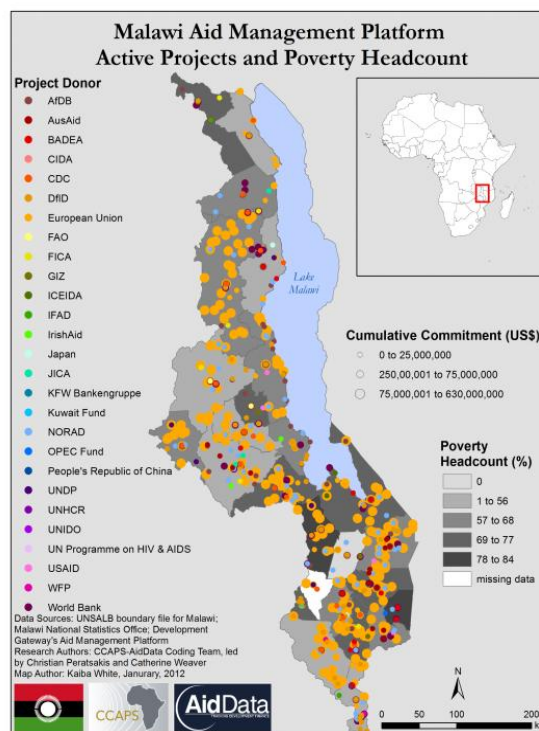 Malawi Aid Management Platform
Active Projects and Poverty Headcount
Project Donor
AfDB
AusAid
BADEA
CIDA
CDC
DfID
European Union
FAO
FICA
GIZ
ICEIDA
IFAD
IrishAid
Japan
JICA
KFW Bankengruppe
Kuwait Fund
NORAD
OPEC Fund
People's Republic of China
UNDP
UNHCR
UNIDO
UN Programme on HIV & AIDS
USAID
WFP
World Bank
Lake
Malawi
Cumulative Commitment (US$)
0 to 25,000,000
250,00,001 to 75,000,000
75,000,001 to 630,000,000
Poverty
Headcount (%)
0
1 to 56
57 to 68
69 to 77
78 to 84
missing data
Data Sources: UNSALB boundary file for Malawi;
Malawi National Statistics Office; Development
Gateway's Aid Management Platform
Research Authors: CCAPS-AidData Coding Team, led
by Christian Peratsakis and Catherine Weaver
Map Author: Kaiba White, Janurary, 2012
CCAPS
AidData
N
0 50 100 200